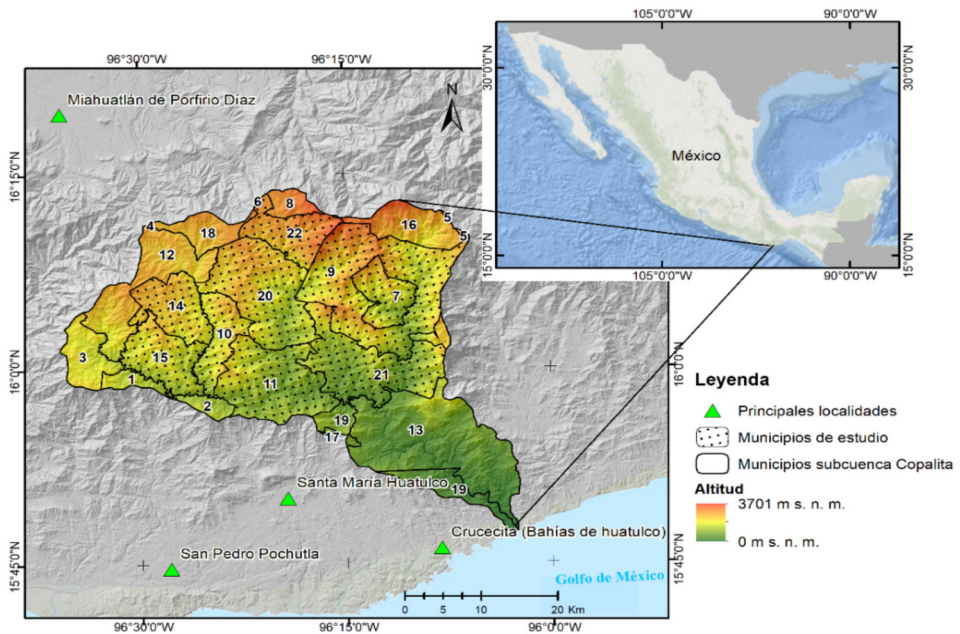 105°0'0"W
90°0'0"W
30°0'0"N
30°0'0"N
México
15°0'0"N
15°0'0"N
105°0'0"W
90°0'0"W
96°30'0"W
96°15'0"W
N
Miahuatlán de Porfirio Díaz
16°15'0"N
6
8
4
18
22
16
5
5
12
9
20
7
14
10
3
15
16°0'0"N
16°0'0"N
1
11
21
2
19
13
17
Santa María Huatulco
19
Crucecita (Bahías de huatulco)
San Pedro Pochutla
15°45'0"N
15°45'0"N
Golfo de México
0 5 10 20 Km
96°30'0"W
96°15'0"W
96°0'0"W
Leyenda
Principales localidades
Municipios de estudio
Municipios subcuenca Copalita
Altitud
3701 m s. n. m.
0 m s. n. m.